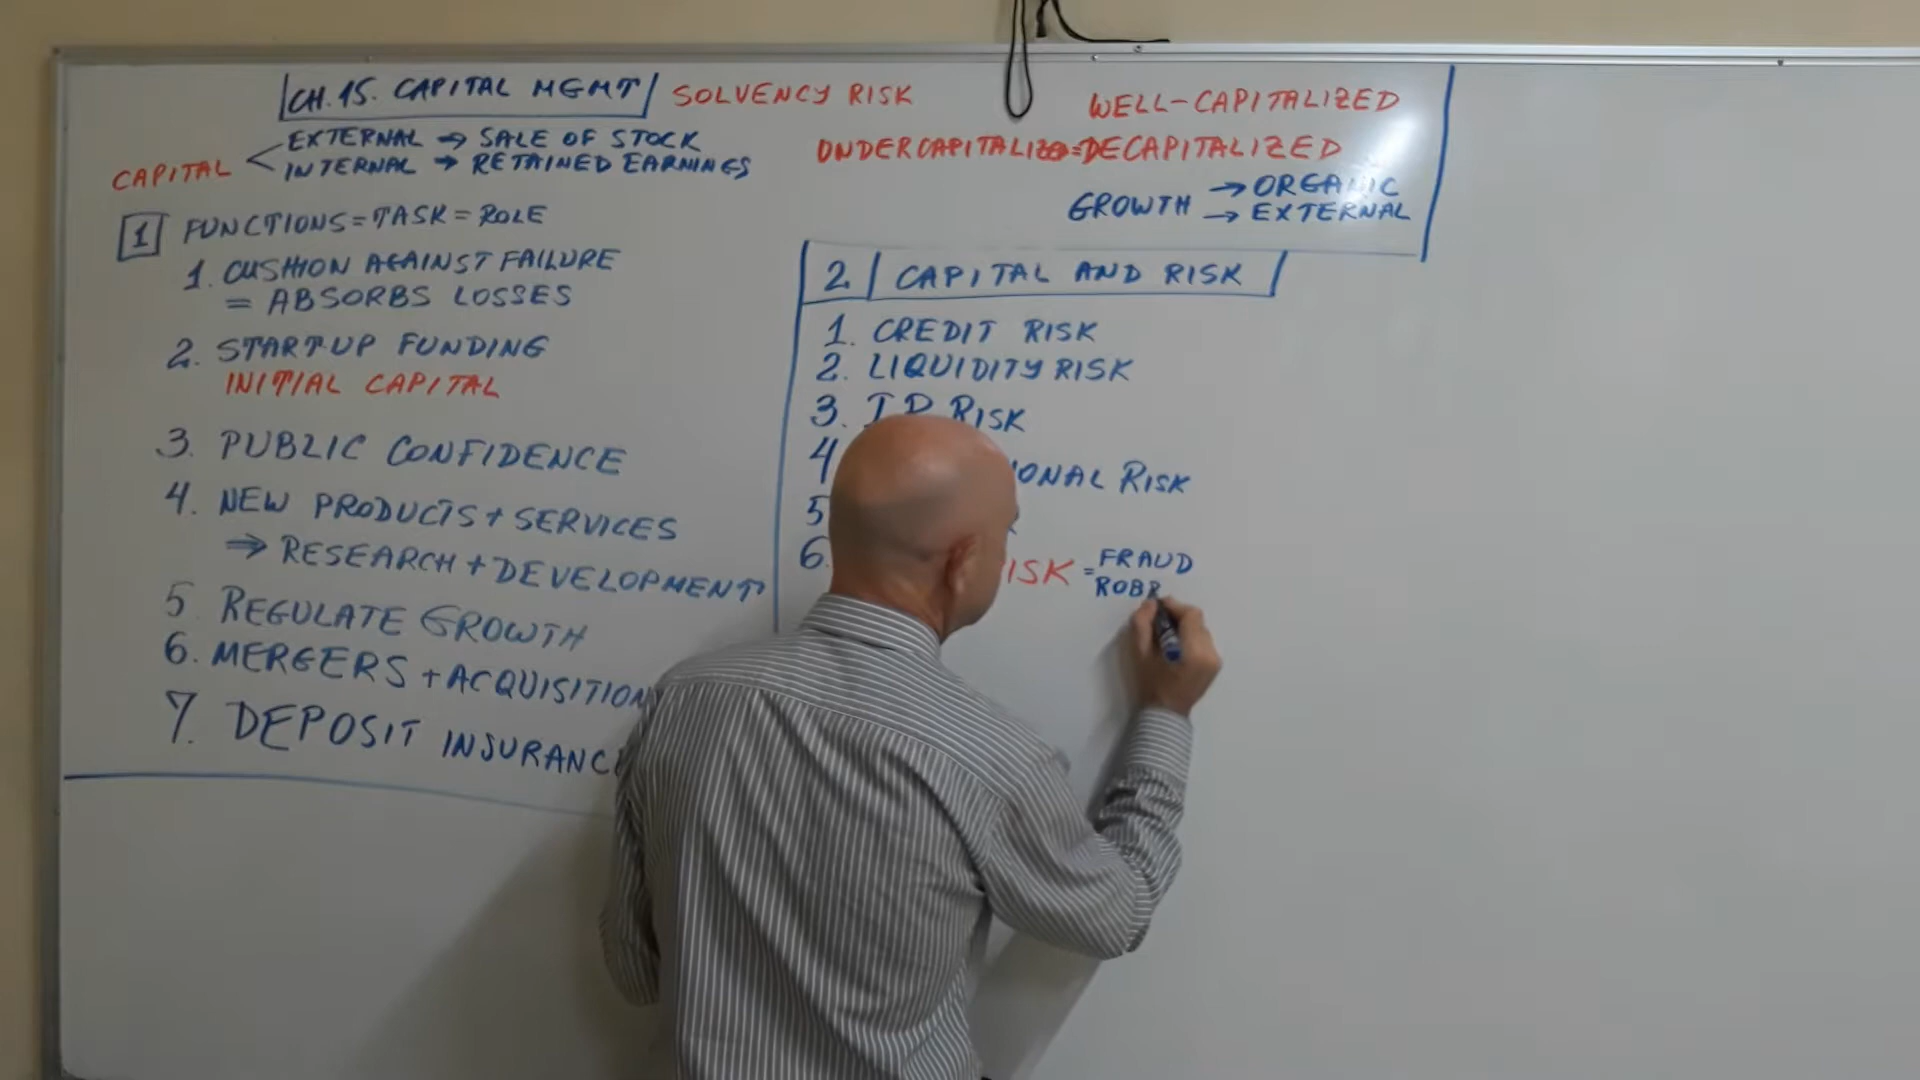 CH.15. CAPITAL MGMT SOLVENCY RISK
WELL-CAPITALIZED
CAPITAL
EXTERNAL → SALE OF STOCK
INTERNAL → RETAINED EARNINGS
=DECAPITALIZED
GROWTH
→ ORGANIC
→ EXTERNAL
1 FUNCTIONS = TASK = ROLE
1. CUSHION AGAINST FAILURE
= ABSORBS LOSSES
2. START-UP FUNDING
INITIAL CAPITAL
3. PUBLIC CONFIDENCE
4. NEW PRODUCTS + SERVICES
⇒ RESEARCH + DEVELOPMENT
5 REGULATE GROWTH
6. MERGERS + ACQUISITION
7. DEPOSIT INSURANCE
2 CAPITAL AND RISK
1. CREDIT RISK
2. LIQUIDITY RISK
3. RISK
4 ONAL RISK
5
6. ISK = FRAUD
ROBB